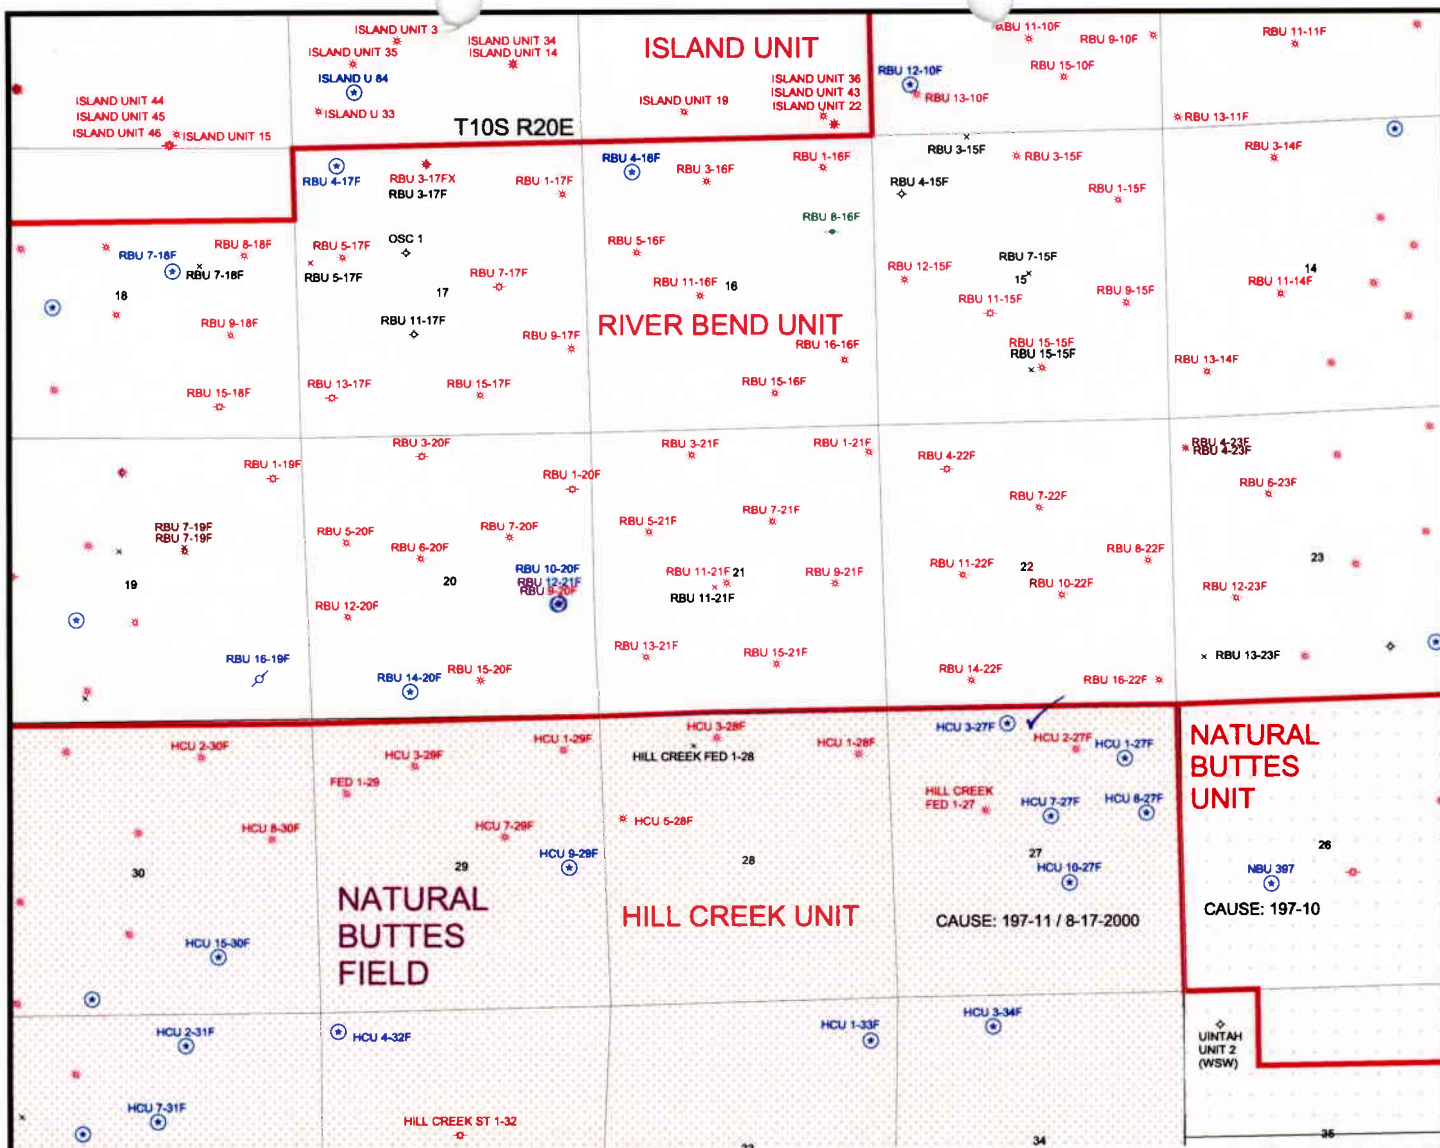 ISLAND UNIT 3
ISLAND UNIT 35
ISLAND UNIT 34
ISLAND UNIT 14
ISLAND U 84
ISLAND U 33
ISLAND UNIT 44
ISLAND UNIT 45
ISLAND UNIT 46
ISLAND UNIT 15
T10S R20E
ISLAND UNIT
ISLAND UNIT 19
ISLAND UNIT 36
ISLAND UNIT 43
ISLAND UNIT 22
RBU 11-10F
RBU 9-10F
RBU 12-10F
RBU 15-10F
RBU 13-10F
RBU 11-11F
RBU 13-11F
RBU 4-17F
RBU 3-17FX
RBU 3-17F
RBU 1-17F
RBU 4-16F
RBU 3-16F
RBU 1-16F
RBU 3-15F
RBU 3-15F
RBU 4-15F
RBU 1-15F
RBU 3-14F
RBU 8-16F
RBU 8-18F
RBU 7-18F
RBU 7-18F
18
RBU 5-17F
RBU 5-17F
OSC 1
RBU 7-17F
17
RBU 5-16F
RBU 11-16F
16
RBU 12-15F
RBU 7-15F
15
RBU 11-15F
RBU 9-15F
14
RBU 11-14F
RBU 9-18F
RBU 11-17F
RBU 9-17F
RIVER BEND UNIT
RBU 16-16F
RBU 15-15F
RBU 15-15F
RBU 13-14F
RBU 15-18F
RBU 13-17F
RBU 15-17F
RBU 15-16F
RBU 1-19F
RBU 3-20F
RBU 1-20F
RBU 3-21F
RBU 1-21F
RBU 4-22F
RBU 4-23F
RBU 4-23F
RBU 6-23F
RBU 7-19F
RBU 7-19F
19
RBU 5-20F
RBU 6-20F
RBU 7-20F
RBU 10-20F
RBU 12-21F
RBU 9-20F
20
RBU 5-21F
RBU 7-21F
RBU 11-21F
21
RBU 11-21F
RBU 9-21F
RBU 7-22F
RBU 8-22F
RBU 11-22F
22
RBU 10-22F
23
RBU 12-23F
RBU 12-20F
RBU 16-19F
RBU 14-20F
RBU 15-20F
RBU 13-21F
RBU 15-21F
RBU 14-22F
RBU 16-22F
RBU 13-23F
HCU 2-30F
HCU 3-29F
HCU 1-29F
FED 1-29
HCU 3-28F
HILL CREEK FED 1-28
HCU 1-28F
HCU 3-27F
HCU 2-27F
HCU 1-27F
NATURAL
BUTTES
UNIT
HILL CREEK
FED 1-27
HCU 7-27F
HCU 8-27F
HCU 8-30F
HCU 7-29F
HCU 5-28F
HCU 9-29F
30
29
28
27
26
HCU 10-27F
NBU 397
CAUSE: 197-10
NATURAL
BUTTES
FIELD
HILL CREEK UNIT
CAUSE: 197-11 / 8-17-2000
HCU 15-30F
HCU 2-31F
HCU 4-32F
HCU 1-33F
HCU 3-34F
UINTAH
UNIT 2
(WSW)
HCU 7-31F
HILL CREEK ST 1-32
33
34
35